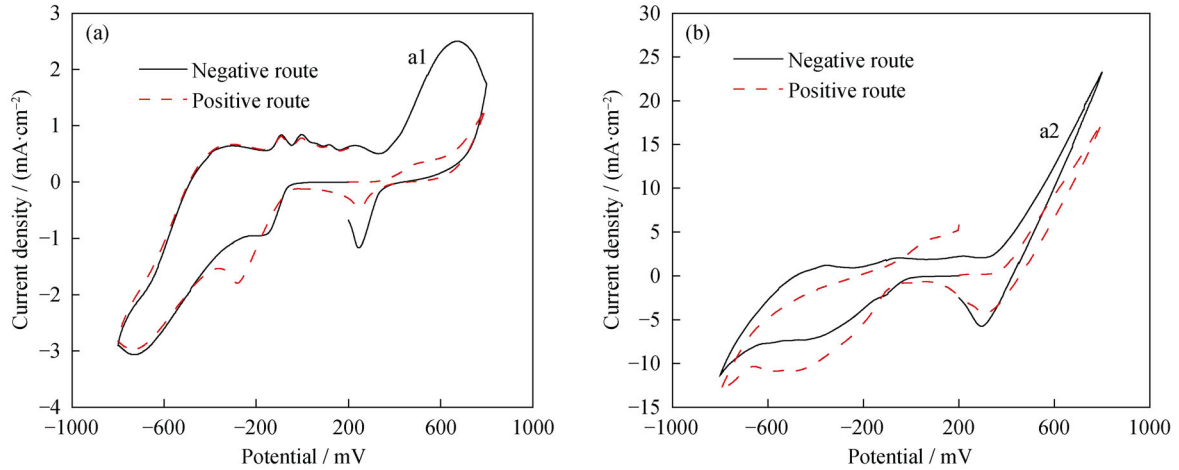 (a)
a1
Negative route
Positive route
3
2
1
0
−1
−2
−3
−4
Current density / (mA·cm⁻²)
−1000
−600
−200
200
600
1000
Potential / mV
(b)
a2
Negative route
Positive route
30
25
20
15
10
5
0
−5
−10
−15
Current density / (mA·cm⁻²)
−1000
−600
−200
200
600
1000
Potential / mV